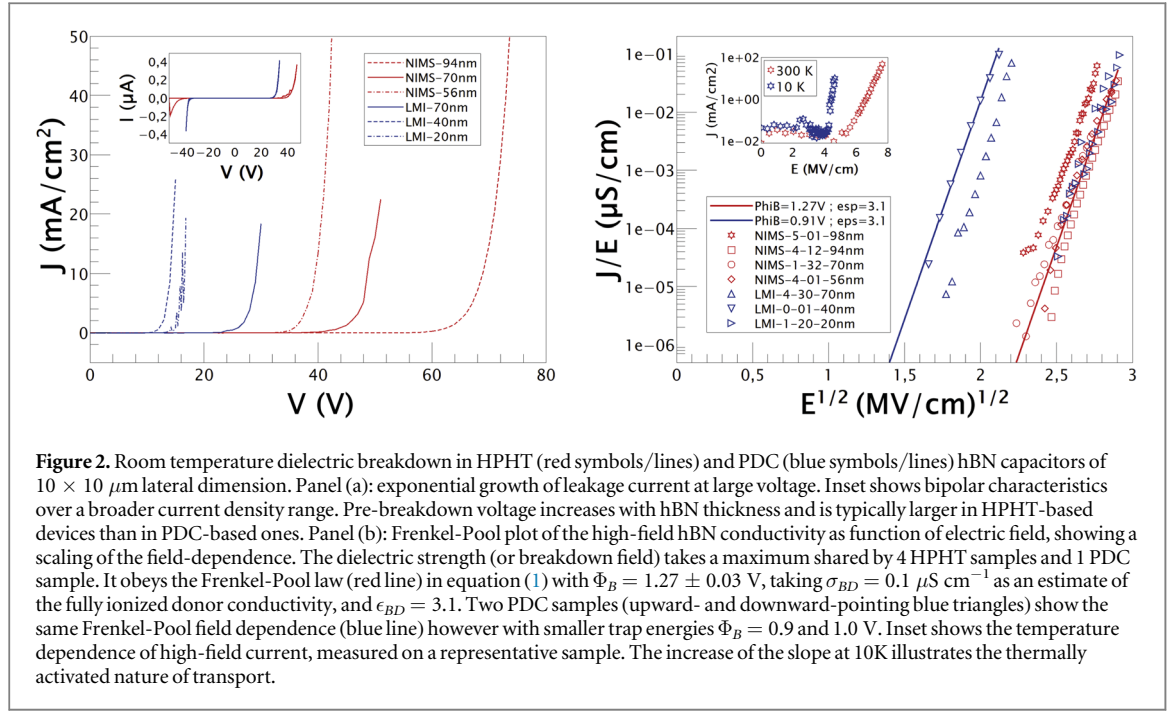 50
40
30
20
10
0
J (mA/cm²)
0
20
40
60
80
V (V)
0,4
0,2
0,0
−0,2
−0,4
I (μA)
−40
−20
0
20
40
V (V)
NIMS-94nm
NIMS-70nm
NIMS-56nm
LMI-70nm
LMI-40nm
LMI-20nm
1e-01
1e-02
1e-03
1e-04
1e-05
1e-06
J/E (μS/cm)
0
0,5
1
1,5
2
2,5
3
E^1/2 (MV/cm)^1/2
1e+02
1e+00
1e-02
J (mA/cm2)
0
2
4
6
8
E (MV/cm)
300 K
10 K
PhiB=1.27V ; esp=3.1
PhiB=0.91V ; eps=3.1
NIMS-5-01-98nm
NIMS-4-12-94nm
NIMS-1-32-70nm
NIMS-4-01-56nm
LMI-4-30-70nm
LMI-0-01-40nm
LMI-1-20-20nm
Figure 2. Room temperature dielectric breakdown in HPHT (red symbols/lines) and PDC (blue symbols/lines) hBN capacitors of
10 × 10 μm lateral dimension. Panel (a): exponential growth of leakage current at large voltage. Inset shows bipolar characteristics
over a broader current density range. Pre-breakdown voltage increases with hBN thickness and is typically larger in HPHT-based
devices than in PDC-based ones. Panel (b): Frenkel-Pool plot of the high-field hBN conductivity as function of electric field, showing a
scaling of the field-dependence. The dielectric strength (or breakdown field) takes a maximum shared by 4 HPHT samples and 1 PDC
sample. It obeys the Frenkel-Pool law (red line) in equation (1) with Φ_B = 1.27 ± 0.03 V, taking σ_BD = 0.1 μS cm⁻¹ as an estimate of
the fully ionized donor conductivity, and ϵ_BD = 3.1. Two PDC samples (upward- and downward-pointing blue triangles) show the
same Frenkel-Pool field dependence (blue line) however with smaller trap energies Φ_B = 0.9 and 1.0 V. Inset shows the temperature
dependence of high-field current, measured on a representative sample. The increase of the slope at 10K illustrates the thermally
activated nature of transport.